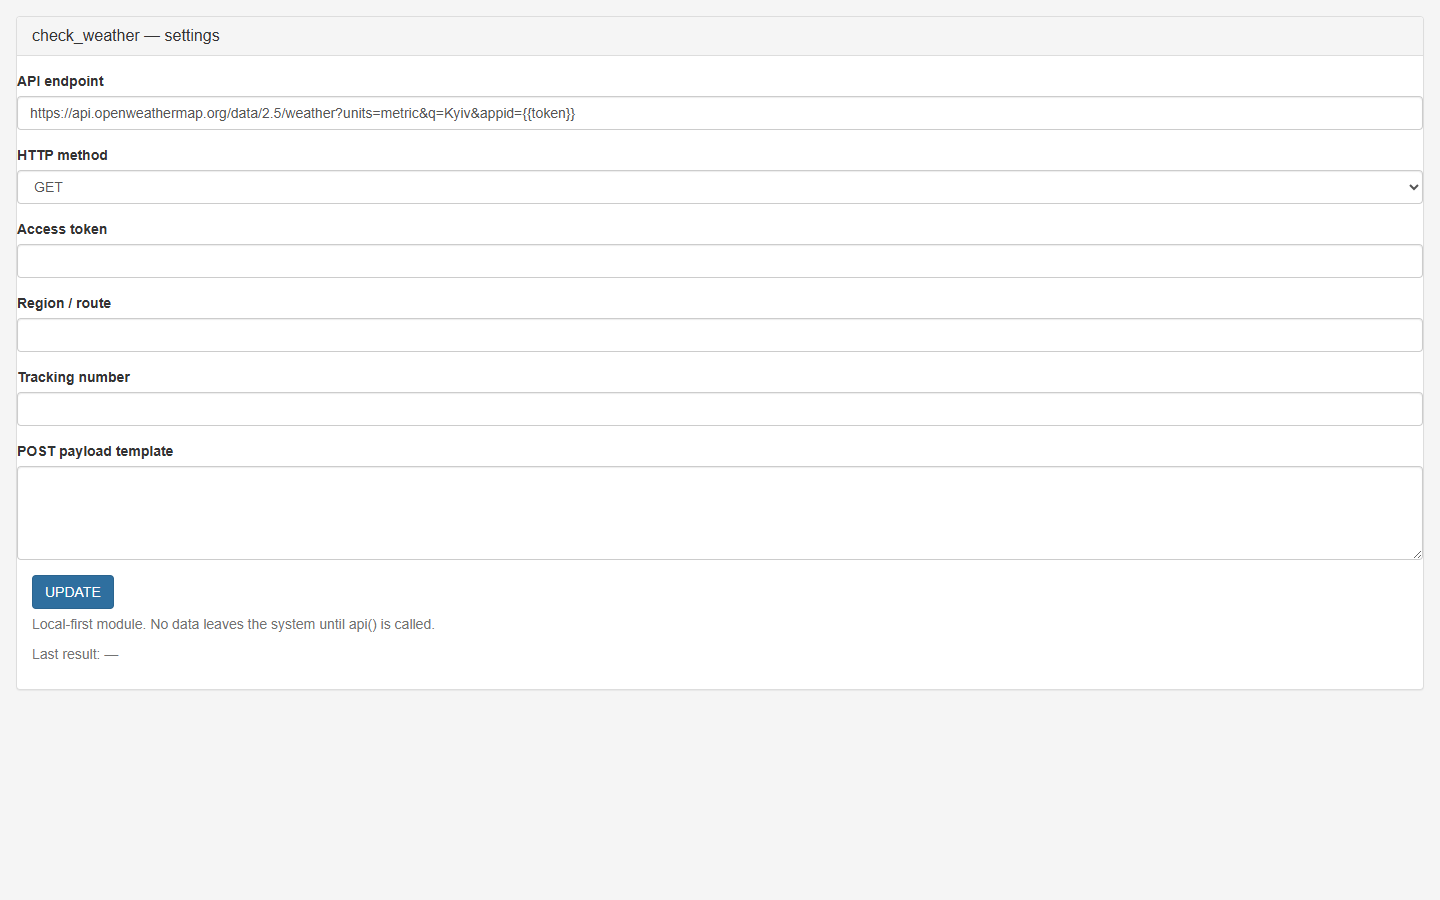 check_weather — settings
API endpoint
https://api.openweathermap.org/data/2.5/weather?units=metric&q=Kyiv&appid={{token}}
HTTP method
GET
Access token
Region / route
Tracking number
POST payload template
UPDATE
Local-first module. No data leaves the system until api() is called.
Last result: —